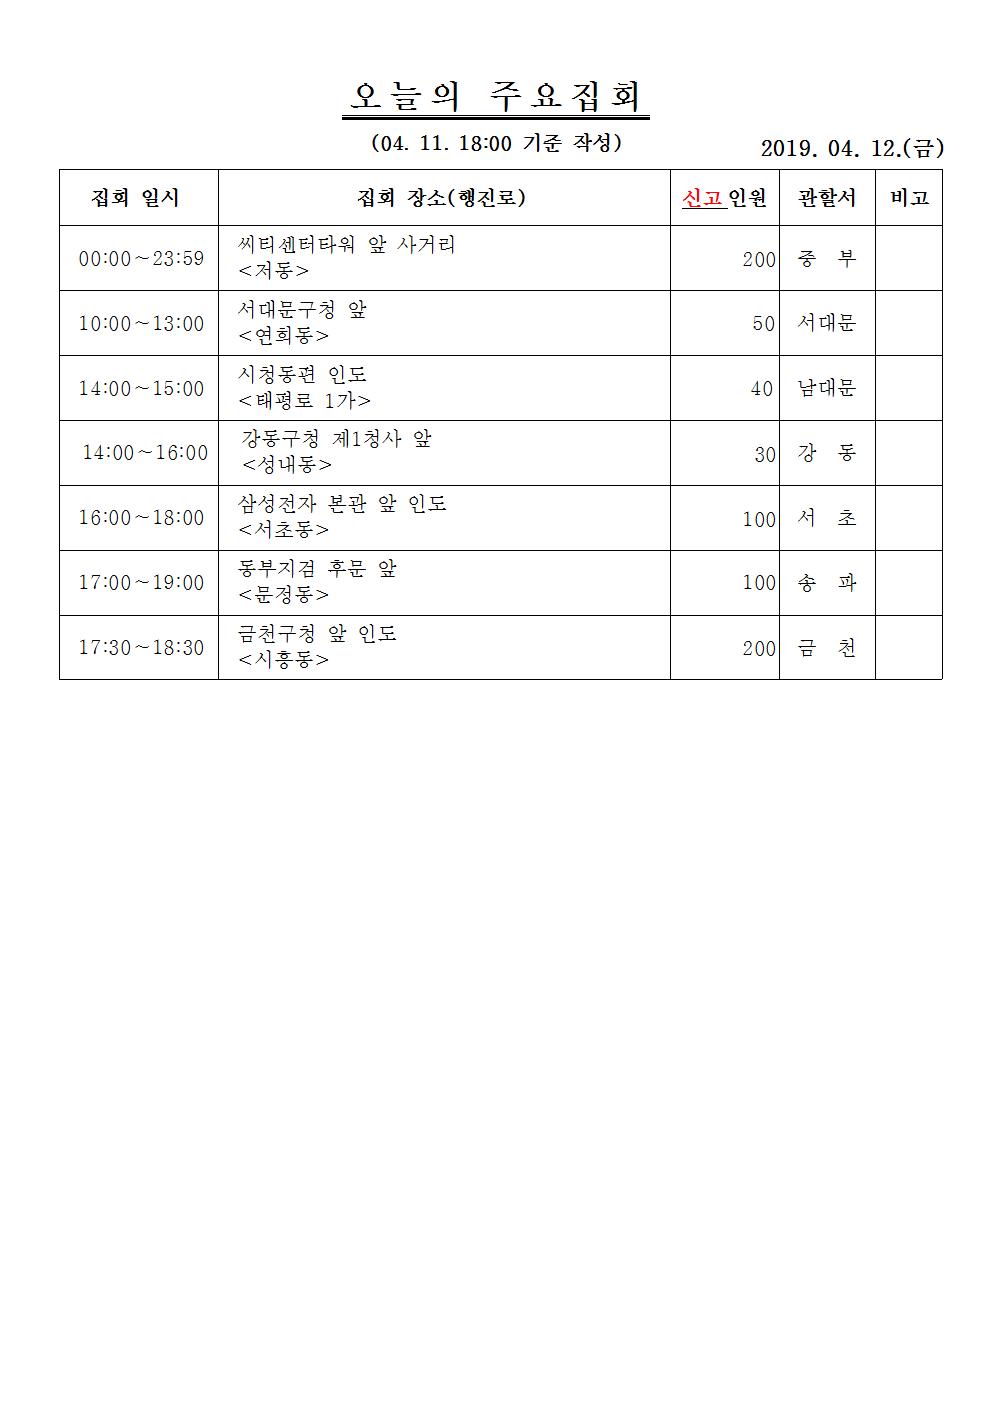 오늘의 주요집회
(04. 11. 18:00 기준 작성)
2019. 04. 12.(금)
집회 일시 집회 장소(행진로) 신고인원 관할서 비고
00:00～23:59 씨티센터타워 앞 사거리 <저동> 200 중 부
10:00～13:00 서대문구청 앞 <연희동> 50 서대문
14:00～15:00 시청동편 인도 <태평로 1가> 40 남대문
14:00～16:00 강동구청 제1청사 앞 <성내동> 30 강 동
16:00～18:00 삼성전자 본관 앞 인도 <서초동> 100 서 초
17:00～19:00 동부지검 후문 앞 <문정동> 100 송 파
17:30～18:30 금천구청 앞 인도 <시흥동> 200 금 천